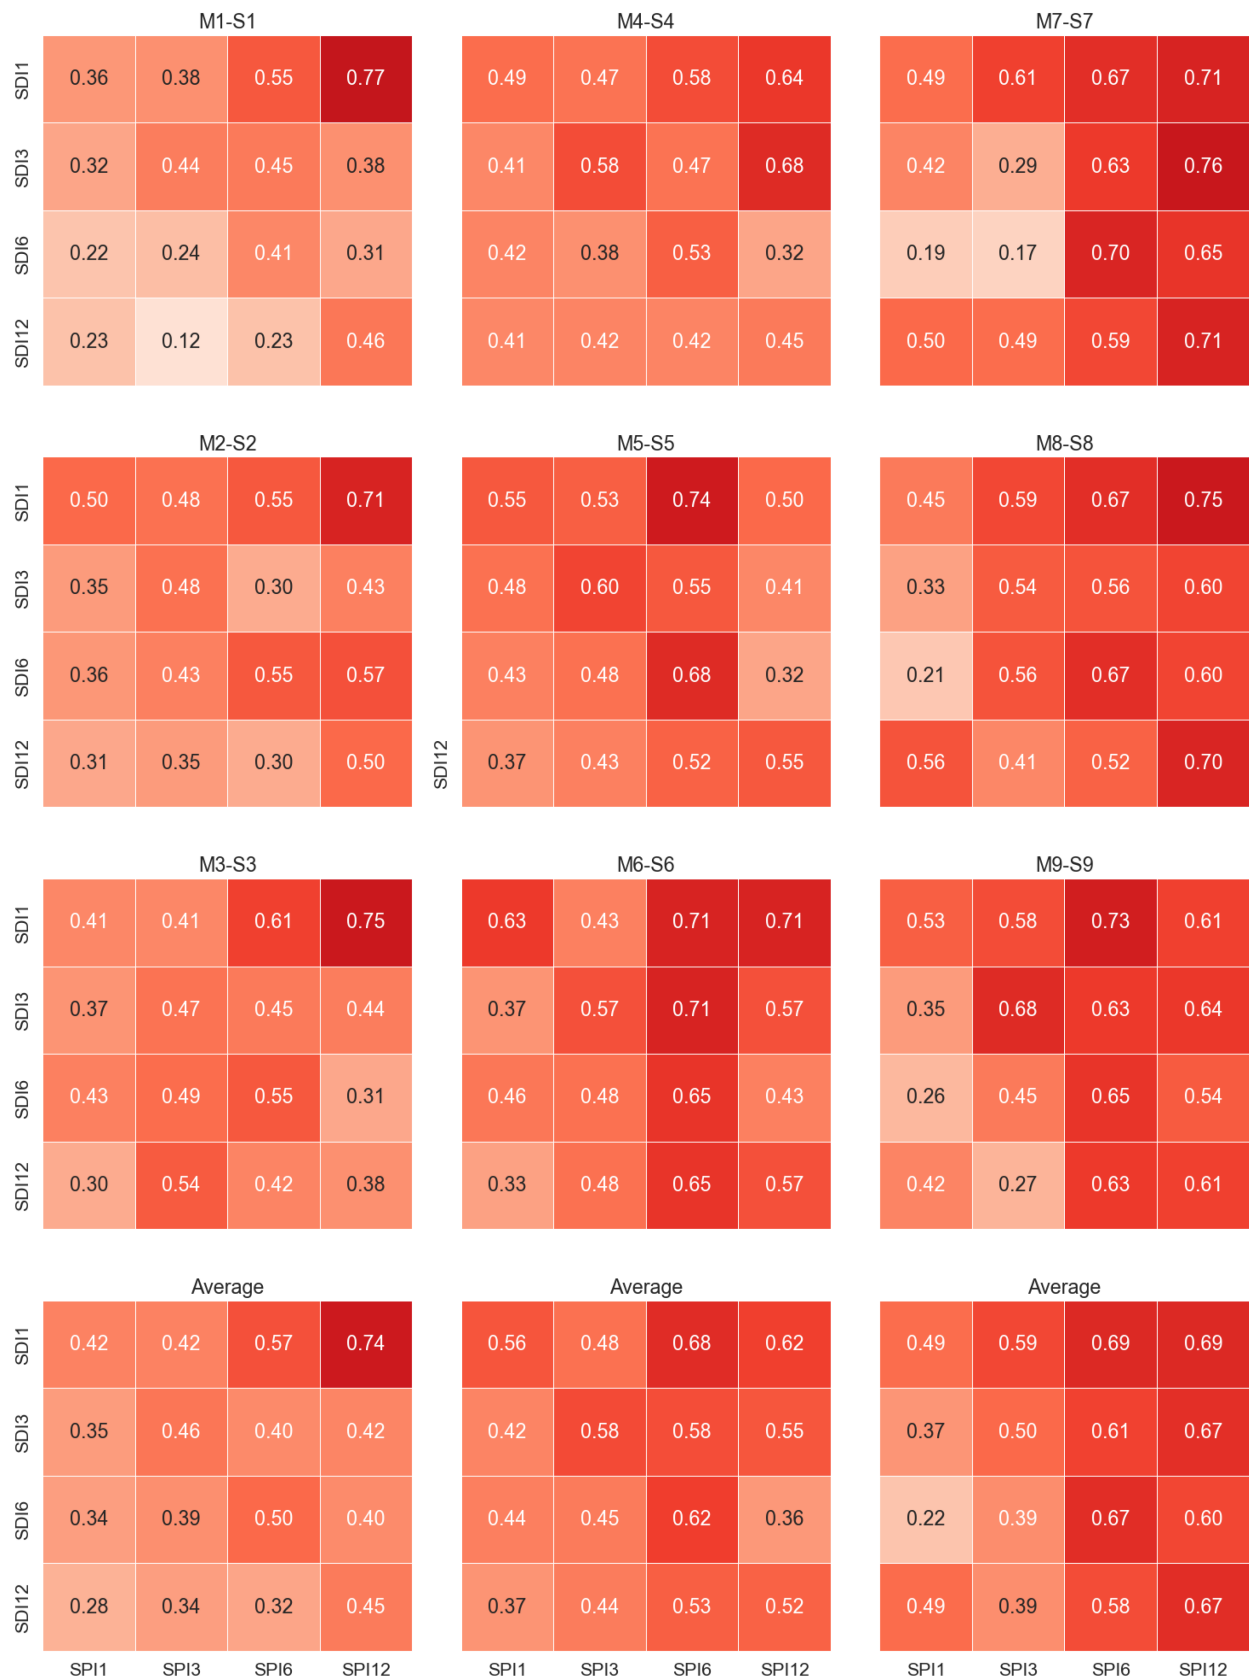 M1-S1 M4-S4 M7-S7
SDI1 0.36 0.38 0.55 0.77 0.49 0.47 0.58 0.64 0.49 0.61 0.67 0.71
SDI3 0.32 0.44 0.45 0.38 0.41 0.58 0.47 0.68 0.42 0.29 0.63 0.76
SDI6 0.22 0.24 0.41 0.31 0.42 0.38 0.53 0.32 0.19 0.17 0.70 0.65
SDI12 0.23 0.12 0.23 0.46 0.41 0.42 0.42 0.45 0.50 0.49 0.59 0.71
M2-S2 M5-S5 M8-S8
SDI1 0.50 0.48 0.55 0.71 0.55 0.53 0.74 0.50 0.45 0.59 0.67 0.75
SDI3 0.35 0.48 0.30 0.43 0.48 0.60 0.55 0.41 0.33 0.54 0.56 0.60
SDI6 0.36 0.43 0.55 0.57 0.43 0.48 0.68 0.32 0.21 0.56 0.67 0.60
SDI12 0.31 0.35 0.30 0.50 SDI12 0.37 0.43 0.52 0.55 0.56 0.41 0.52 0.70
M3-S3 M6-S6 M9-S9
SDI1 0.41 0.41 0.61 0.75 0.63 0.43 0.71 0.71 0.53 0.58 0.73 0.61
SDI3 0.37 0.47 0.45 0.44 0.37 0.57 0.71 0.57 0.35 0.68 0.63 0.64
SDI6 0.43 0.49 0.55 0.31 0.46 0.48 0.65 0.43 0.26 0.45 0.65 0.54
SDI12 0.30 0.54 0.42 0.38 0.33 0.48 0.65 0.57 0.42 0.27 0.63 0.61
Average Average Average
SDI1 0.42 0.42 0.57 0.74 0.56 0.48 0.68 0.62 0.49 0.59 0.69 0.69
SDI3 0.35 0.46 0.40 0.42 0.42 0.58 0.58 0.55 0.37 0.50 0.61 0.67
SDI6 0.34 0.39 0.50 0.40 0.44 0.45 0.62 0.36 0.22 0.39 0.67 0.60
SDI12 0.28 0.34 0.32 0.45 0.37 0.44 0.53 0.52 0.49 0.39 0.58 0.67
SPI1 SPI3 SPI6 SPI12 SPI1 SPI3 SPI6 SPI12 SPI1 SPI3 SPI6 SPI12